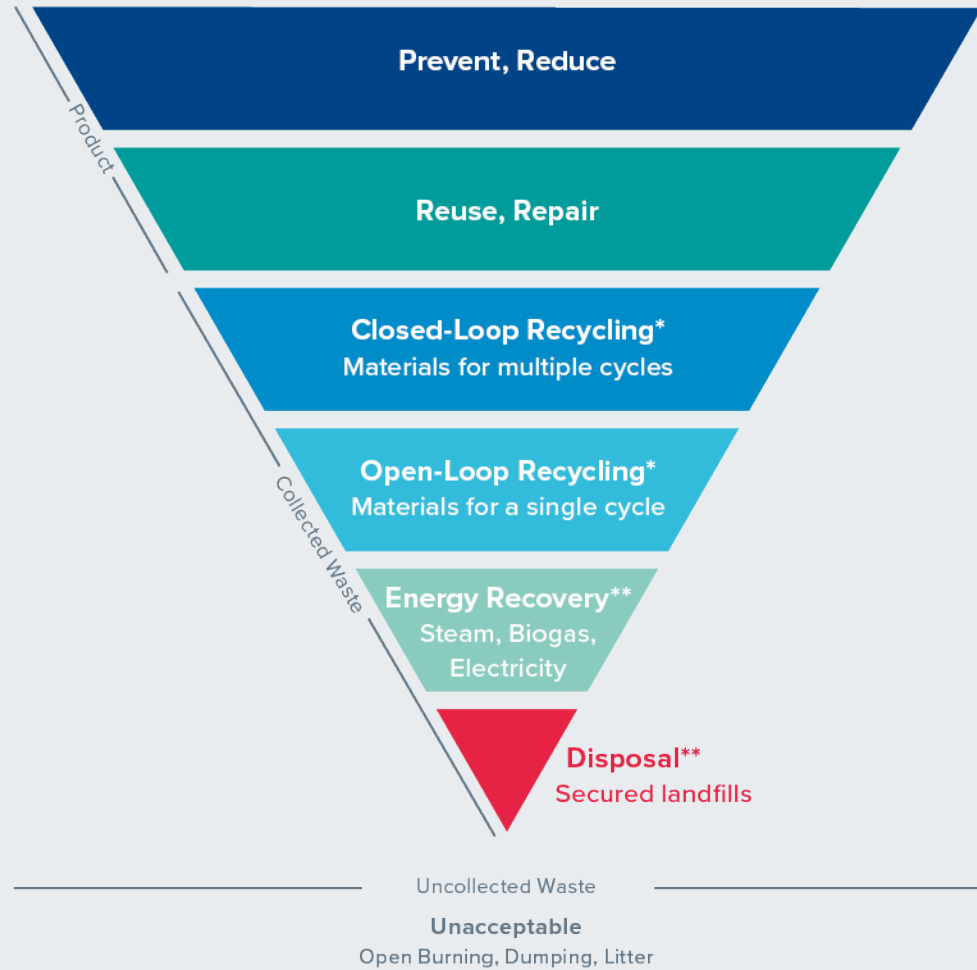 Prevent, Reduce
Product
Reuse, Repair
Closed-Loop Recycling*
Materials for multiple cycles
Open-Loop Recycling*
Materials for a single cycle
Collected Waste
Energy Recovery**
Steam, Biogas,
Electricity
Disposal**
Secured landfills
Uncollected Waste
Unacceptable
Open Burning, Dumping, Litter